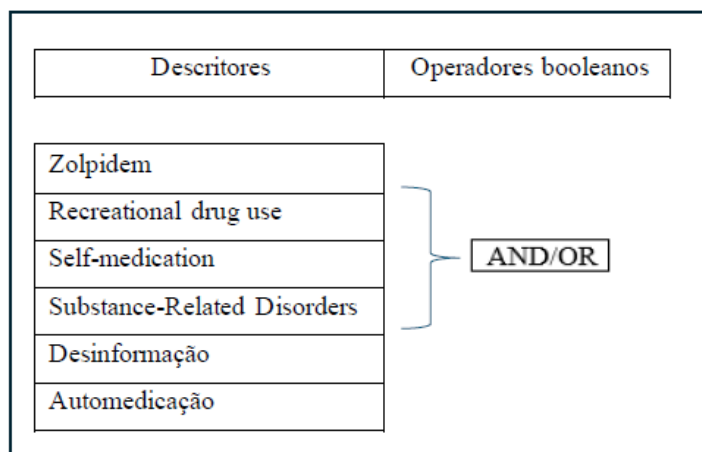 Descritores
Operadores booleanos
Zolpidem
Recreational drug use
Self-medication
AND/OR
Substance-Related Disorders
Desinformação
Automedicação